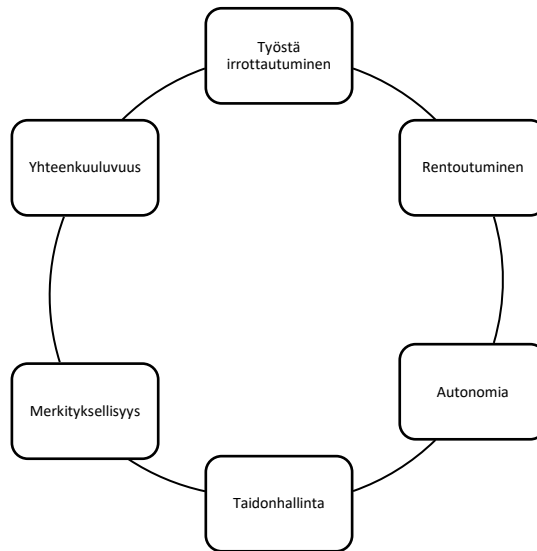 Työstä
irrottautuminen
Rentoutuminen
Autonomia
Taidonhallinta
Merkityksellisyys
Yhteenkuuluvuus